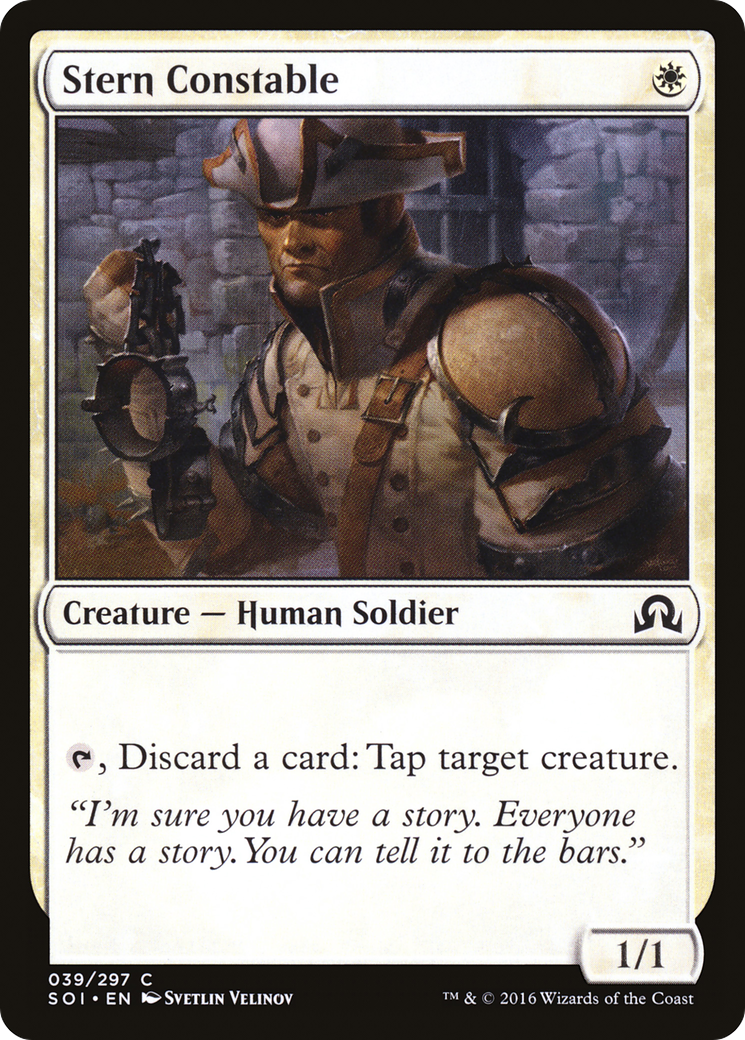 Stern Constable
Creature — Human Soldier
, Discard a card: Tap target creature.
“I’m sure you have a story. Everyone
has a story. You can tell it to the bars.”
1/1
039/297 C
SOI • EN Svetlin Velinov
™ & © 2016 Wizards of the Coast